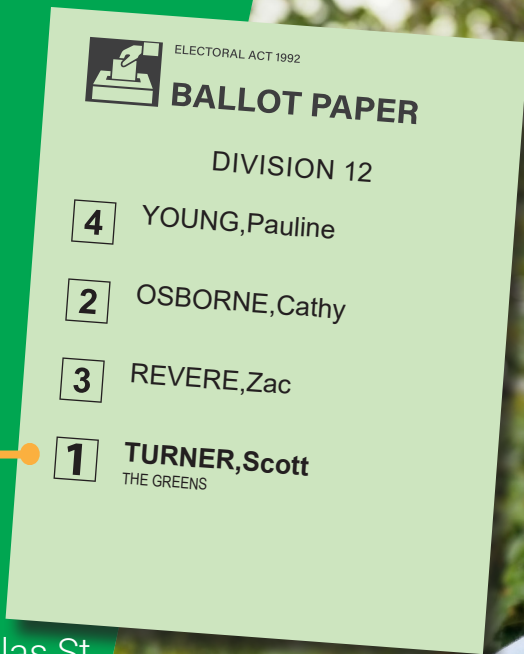 ELECTORAL ACT 1992
BALLOT PAPER
DIVISION 12
4 YOUNG,Pauline
2 OSBORNE,Cathy
3 REVERE,Zac
1 TURNER,Scott
THE GREENS
St